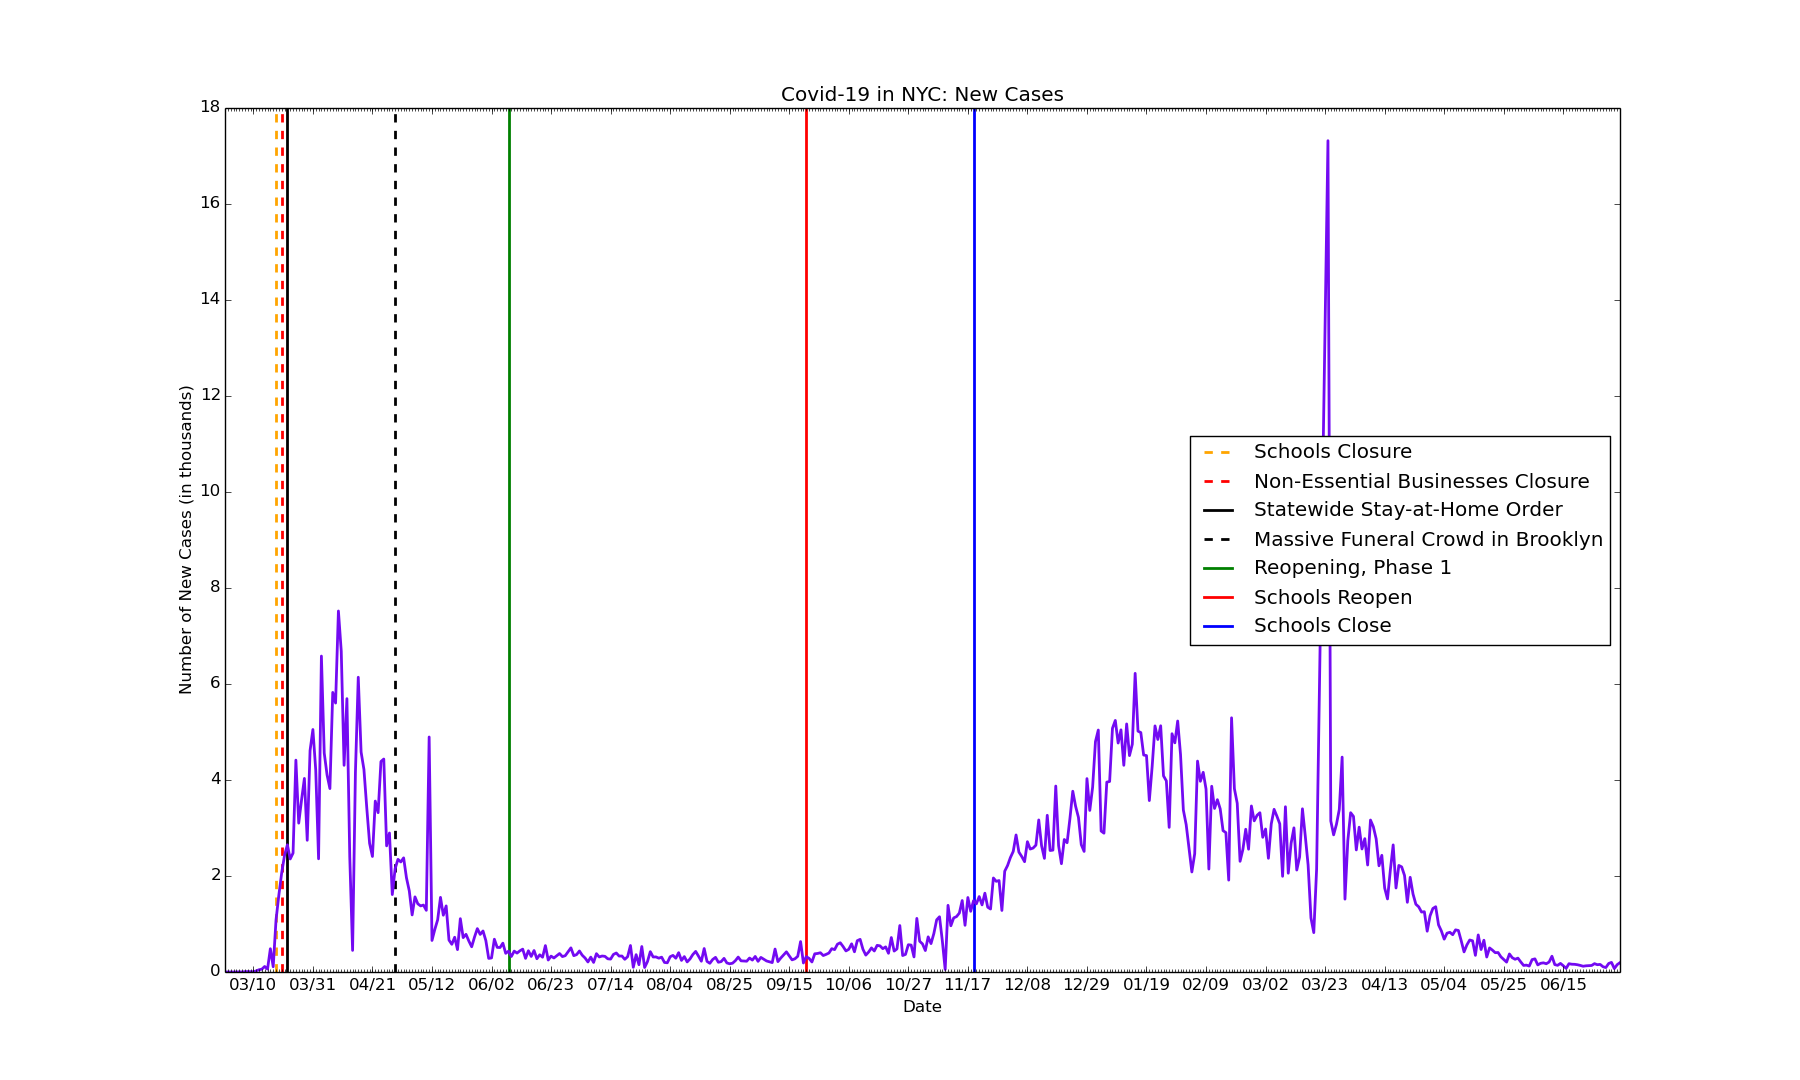 Covid-19 in NYC: New Cases
Number of New Cases (in thousands)
18
16
14
12
10
8
6
4
2
0
Schools Closure
Non-Essential Businesses Closure
Statewide Stay-at-Home Order
Massive Funeral Crowd in Brooklyn
Reopening, Phase 1
Schools Reopen
Schools Close
03/10 03/31 04/21 05/12 06/02 06/23 07/14 08/04 08/25 09/15 10/06 10/27 11/17 12/08 12/29 01/19 02/09 03/02 03/23 04/13 05/04 05/25 06/15
Date